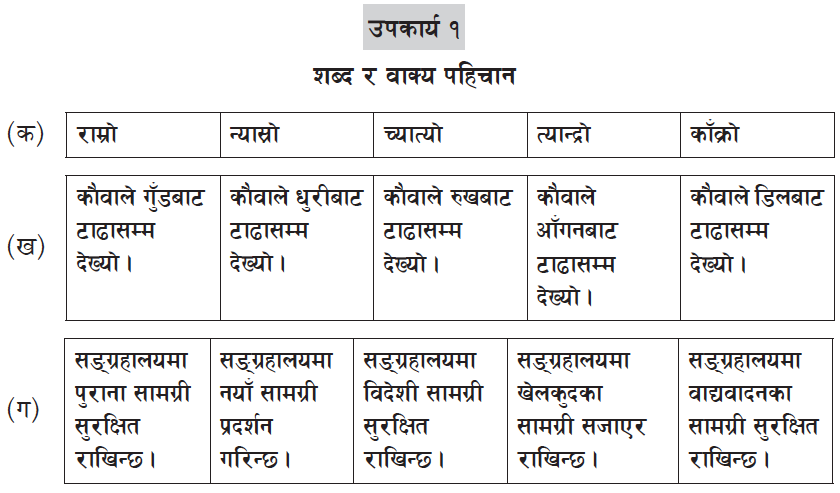 उपकार्य १
शब्द र वाक्य पहिचान
(क) राम्रो न्यास्रो च्यात्यो त्यान्द्रो काँक्रो
(ख) कौवाले गुँडबाट कौवाले धुरीबाट कौवाले रुखबाट कौवाले कौवाले डिलबाट
टाढासम्म टाढासम्म टाढासम्म आँगनबाट टाढासम्म
देख्यो । देख्यो । देख्यो । टाढासम्म देख्यो ।
देख्यो ।
(ग) सङ्ग्रहालयमा सङ्ग्रहालयमा सङ्ग्रहालयमा सङ्ग्रहालयमा सङ्ग्रहालयमा
पुराना सामग्री नयाँ सामग्री विदेशी सामग्री खेलकुदका वाद्यवादनका
सुरक्षित प्रदर्शन सुरक्षित सामग्री सजाएर सामग्री सुरक्षित
राखिन्छ । गरिन्छ । राखिन्छ । राखिन्छ । राखिन्छ ।